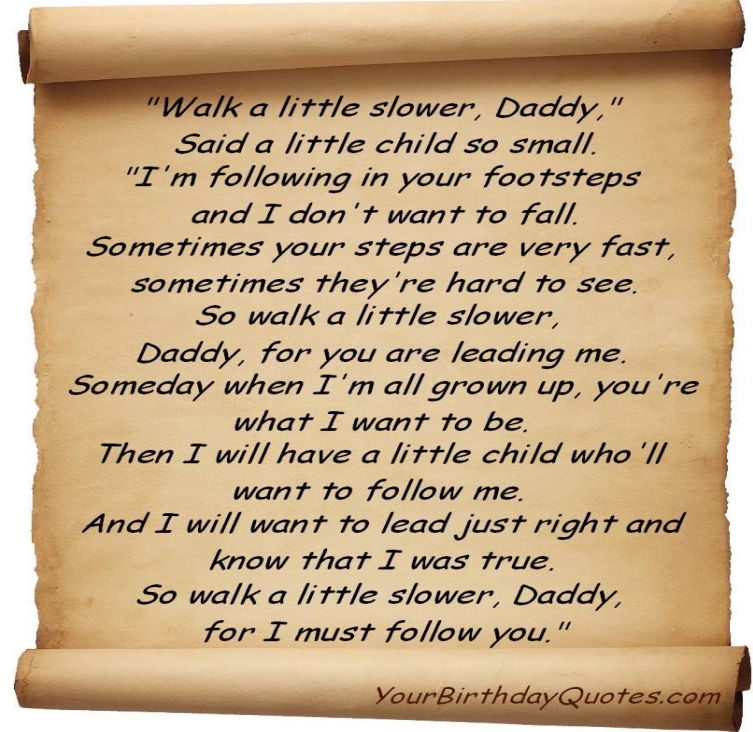 "Walk a little slower, Daddy,"
Said a little child so small.
"I'm following in your footsteps
and I don't want to fall.
Sometimes your steps are very fast,
sometimes they're hard to see.
So walk a little slower,
Daddy, for you are leading me.
Someday when I'm all grown up, you're
what I want to be.
Then I will have a little child who'll
want to follow me.
And I will want to lead just right and
know that I was true.
So walk a little slower, Daddy,
for I must follow you."
YourBirthdayQuotes.com